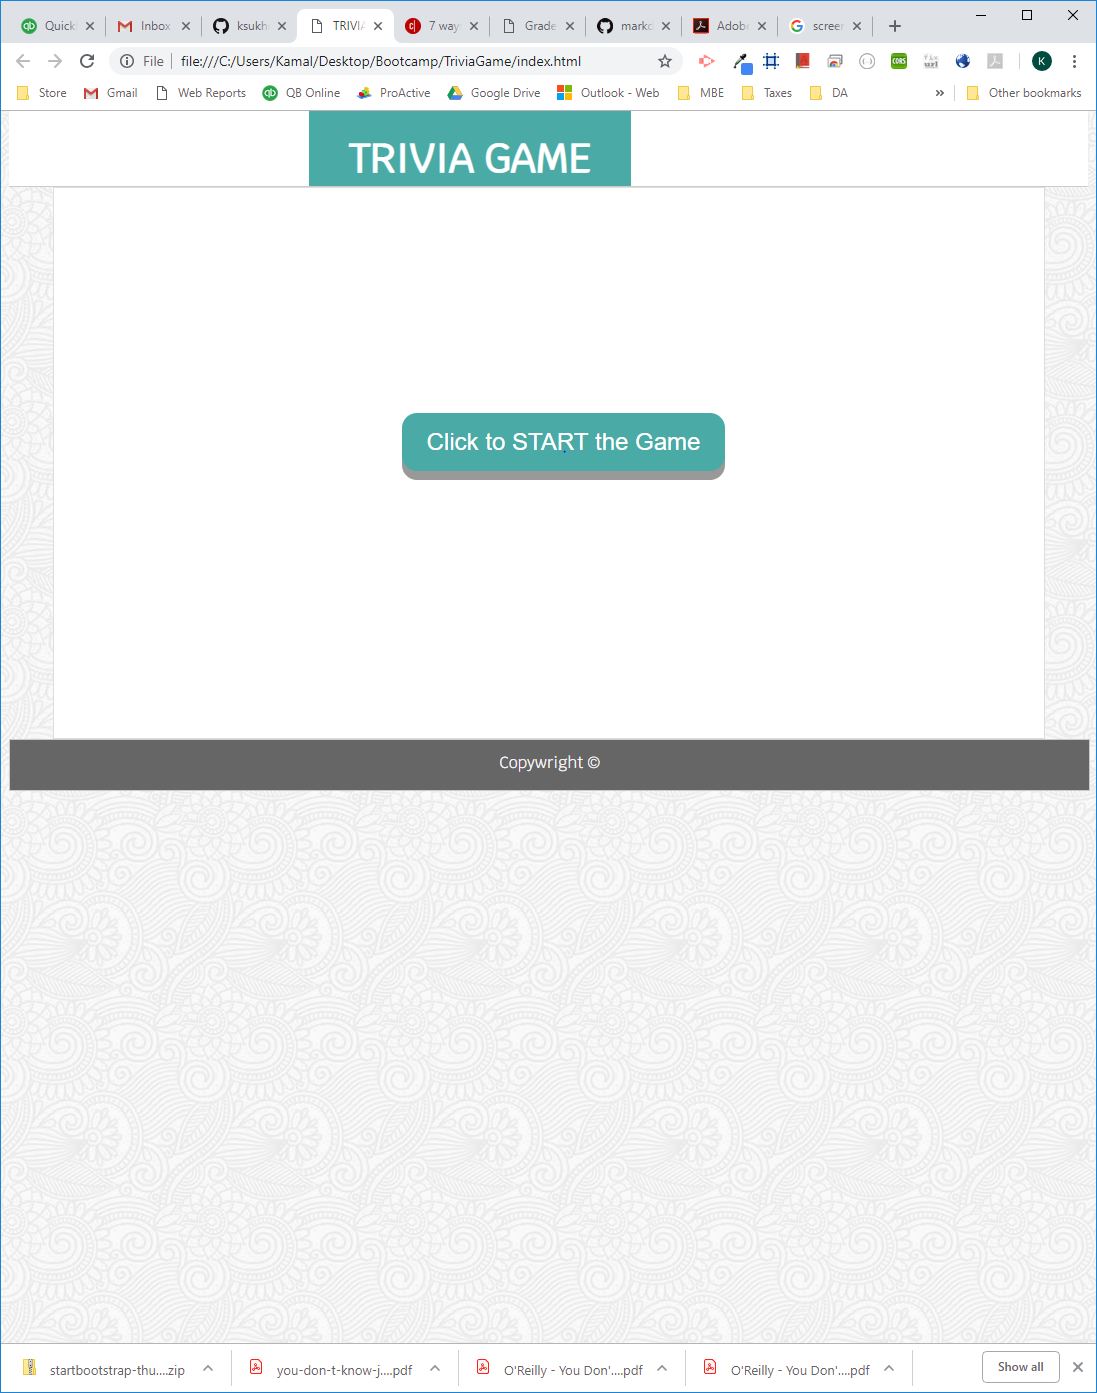 Quick Inbox ksukh TRIVIA 7 way Grade markd Adobe screen
File file:///C:/Users/Kamal/Desktop/Bootcamp/TriviaGame/index.html CORS K
Store Gmail Web Reports QB Online ProActive Google Drive Outlook - Web MBE Taxes DA » Other bookmarks
TRIVIA GAME
Click to START the Game
Copywright ©
startbootstrap-thu....zip you-don-t-know-j....pdf O'Reilly - You Don'....pdf O'Reilly - You Don'....pdf Show all